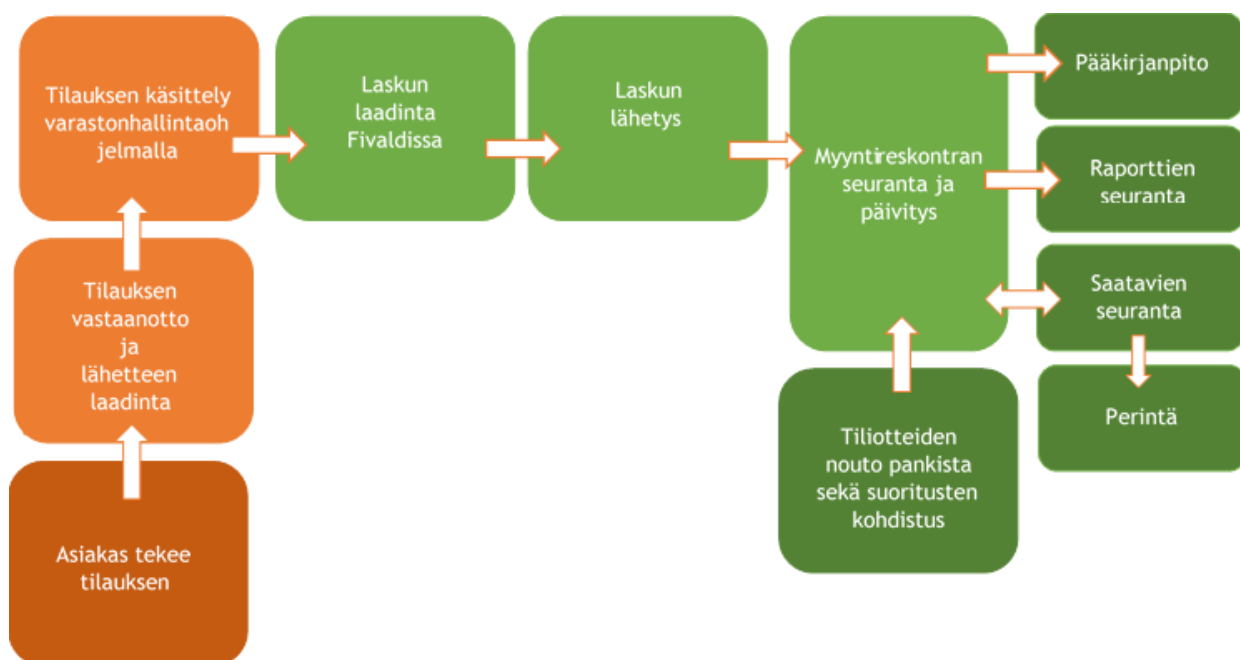 Tilauksen käsittely
varastonhallintaoh
jelmalla
Laskun
laadinta
Fivaldissa
Laskun
lähetys
Myyntireskontran
seuranta ja
päivitys
Pääkirjanpito
Raporttien
seuranta
Saatavien
seuranta
Perintä
Tilauksen
vastaanotto
ja
lähetteen
laadinta
Tiliotteiden
nouto pankista
sekä suoritusten
kohdistus
Asiakas tekee
tilauksen